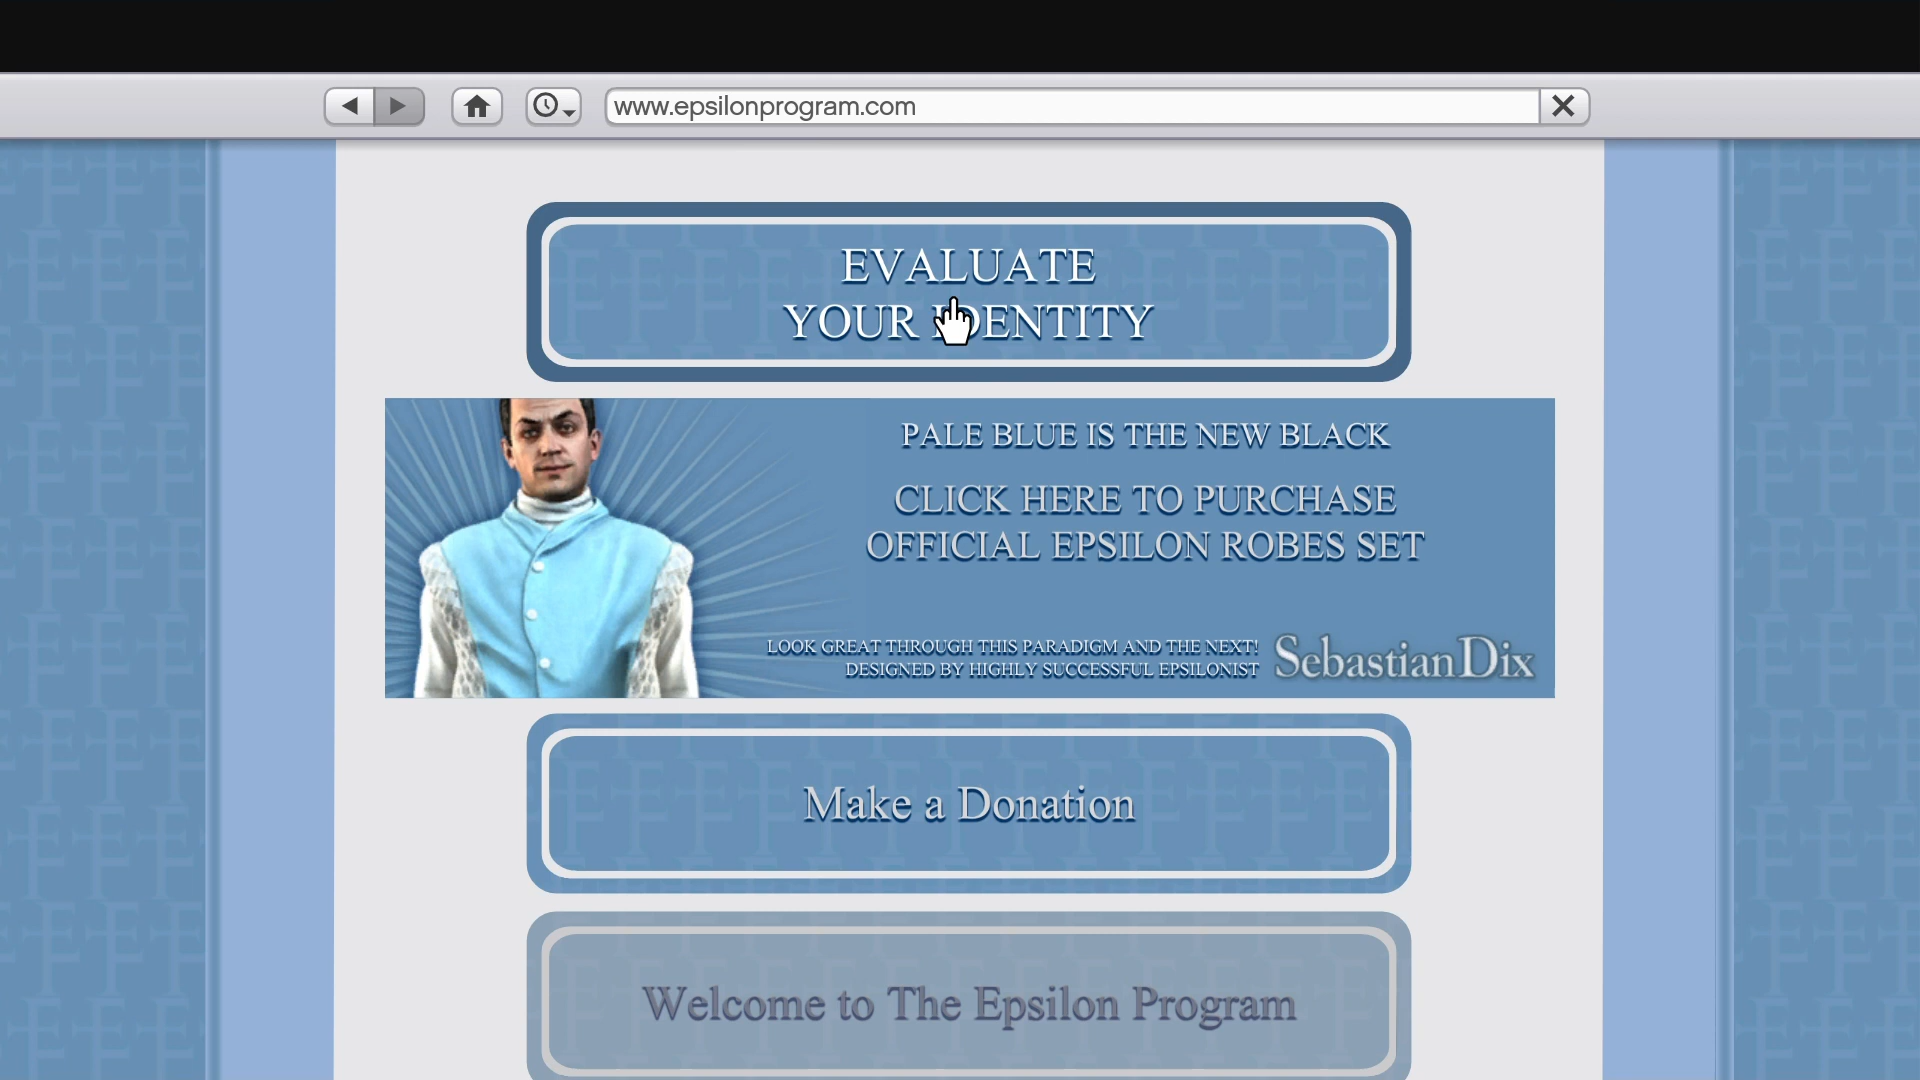 www.epsilonprogram.com
EVALUATE
YOUR IDENTITY
PALE BLUE IS THE NEW BLACK
CLICK HERE TO PURCHASE
OFFICIAL EPSILON ROBES SET
LOOK GREAT THROUGH THIS PARADIGM AND THE NEXT!
DESIGNED BY HIGHLY SUCCESSFUL EPSILONIST
SebastianDix
Make a Donation
Welcome to The Epsilon Program